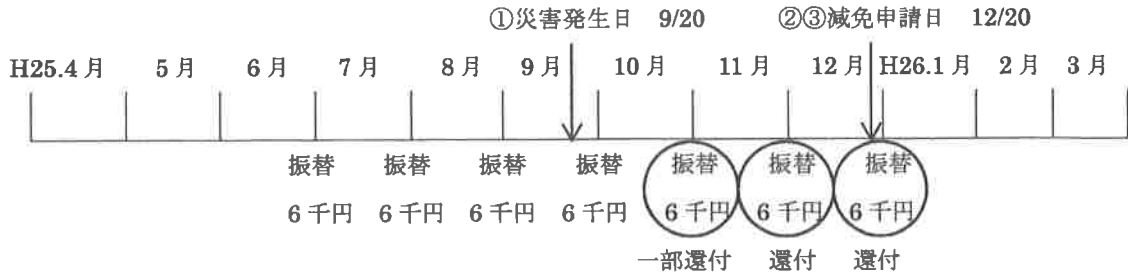 ①災害発生日 9/20 ②③減免申請日 12/20
H25.4月 5月 6月 7月 8月 9月 10月 11月 12月 H26.1月 2月 3月
振替 振替 振替 振替 振替 振替 振替
6千円 6千円 6千円 6千円 6千円 6千円 6千円
一部還付 還付 還付